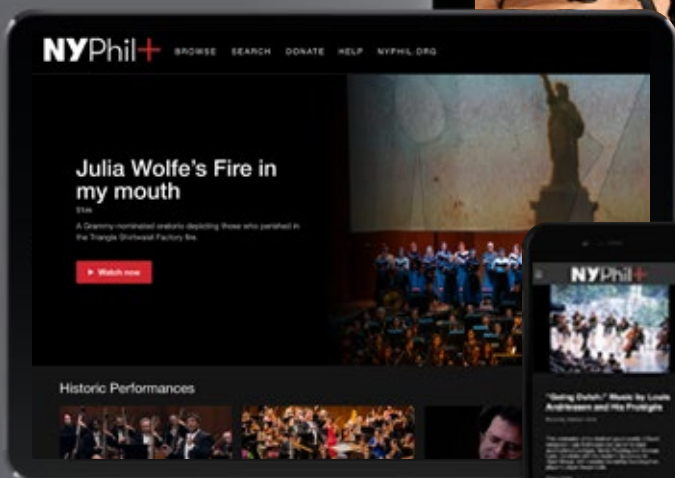 NYPhil+ BROWSE SEARCH DONATE HELP NYPHIL.ORG
Julia Wolfe's Fire in
my mouth
A Grammy-nominated oratorio depicting those who perished in
the Triangle Shirtwaist Factory fire.
Watch now
Historic Performances
NYPhil+
"Going Dutch:" Music by Louis
Andriessen and His Protégés